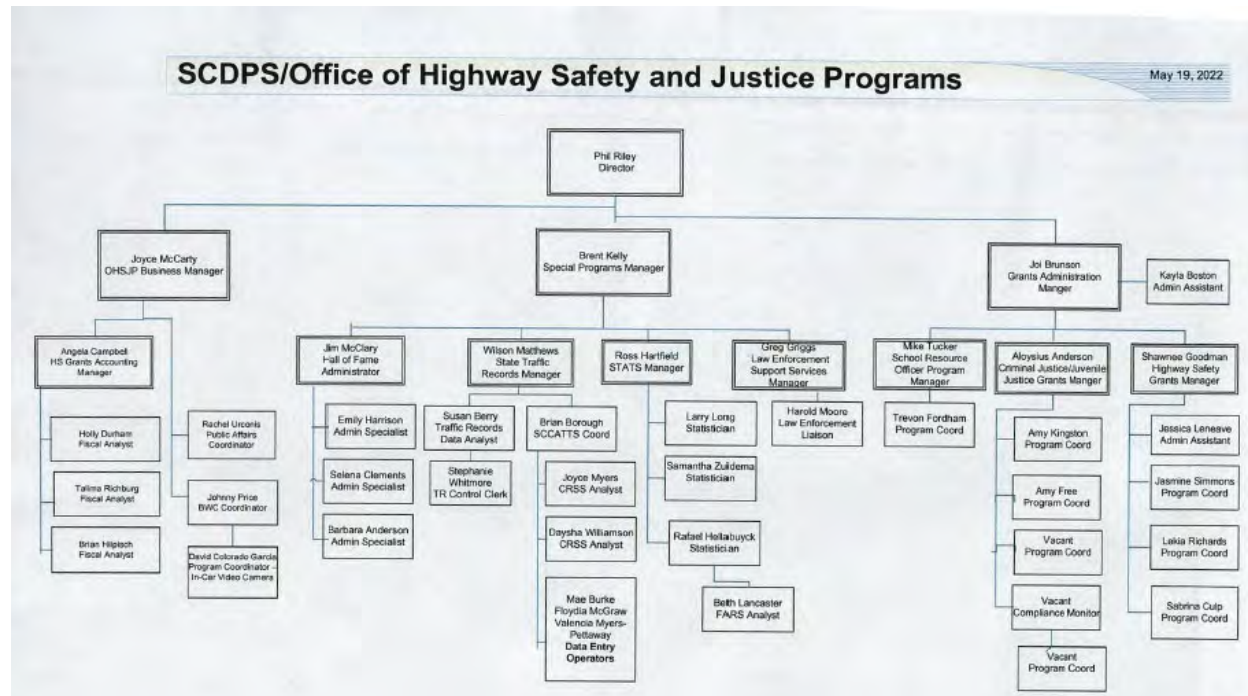 SCDPS/Office of Highway Safety and Justice Programs
May 19, 2022
Phil Riley
Director
Joyce McCarty
OHSJP Business Manager
Brent Kelly
Special Programs Manager
Joi Brunson
Grants Administration
Manger
Kayla Boston
Admin Assistant
Angela Campbell
HS Grants Accounting
Manager
Jim McClary
Hall of Fame
Administrator
Wilson Matthews
State Traffic
Records Manager
Ross Hartfield
STATS Manager
Greg Griggs
Law Enforcement
Support Services
Manager
Mike Tucker
School Resource
Officer Program
Manager
Aloysius Anderson
Criminal Justice/Juvenile
Justice Grants Manger
Shawnee Goodman
Highway Safety
Grants Manager
Holly Durham
Fiscal Analyst
Talima Richburg
Fiscal Analyst
Brian Hilpisch
Fiscal Analyst
Rachel Urconis
Public Affairs
Coordinator
Johnny Price
BWC Coordinator
David Colorado Garcia
Program Coordinator –
In-Car Video Camera
Emily Harrison
Admin Specialist
Selena Clements
Admin Specialist
Barbara Anderson
Admin Specialist
Susan Berry
Traffic Records
Data Analyst
Stephanie
Whitmore
TR Control Clerk
Brian Borough
SCCATTS Coord
Joyce Myers
CRSS Analyst
Daysha Williamson
CRSS Analyst
Mae Burke
Floydia McGraw
Valencia Myers-
Pettaway
Data Entry
Operators
Larry Long
Statistician
Samantha Zuidema
Statistician
Rafael Hellabuyck
Statistician
Beth Lancaster
FARS Analyst
Harold Moore
Law Enforcement
Liaison
Trevon Fordham
Program Coord
Amy Kingston
Program Coord
Amy Free
Program Coord
Vacant
Program Coord
Vacant
Compliance Monitor
Vacant
Program Coord
Jessica Leneave
Admin Assistant
Jasmine Simmons
Program Coord
Lakia Richards
Program Coord
Sabrina Culp
Program Coord